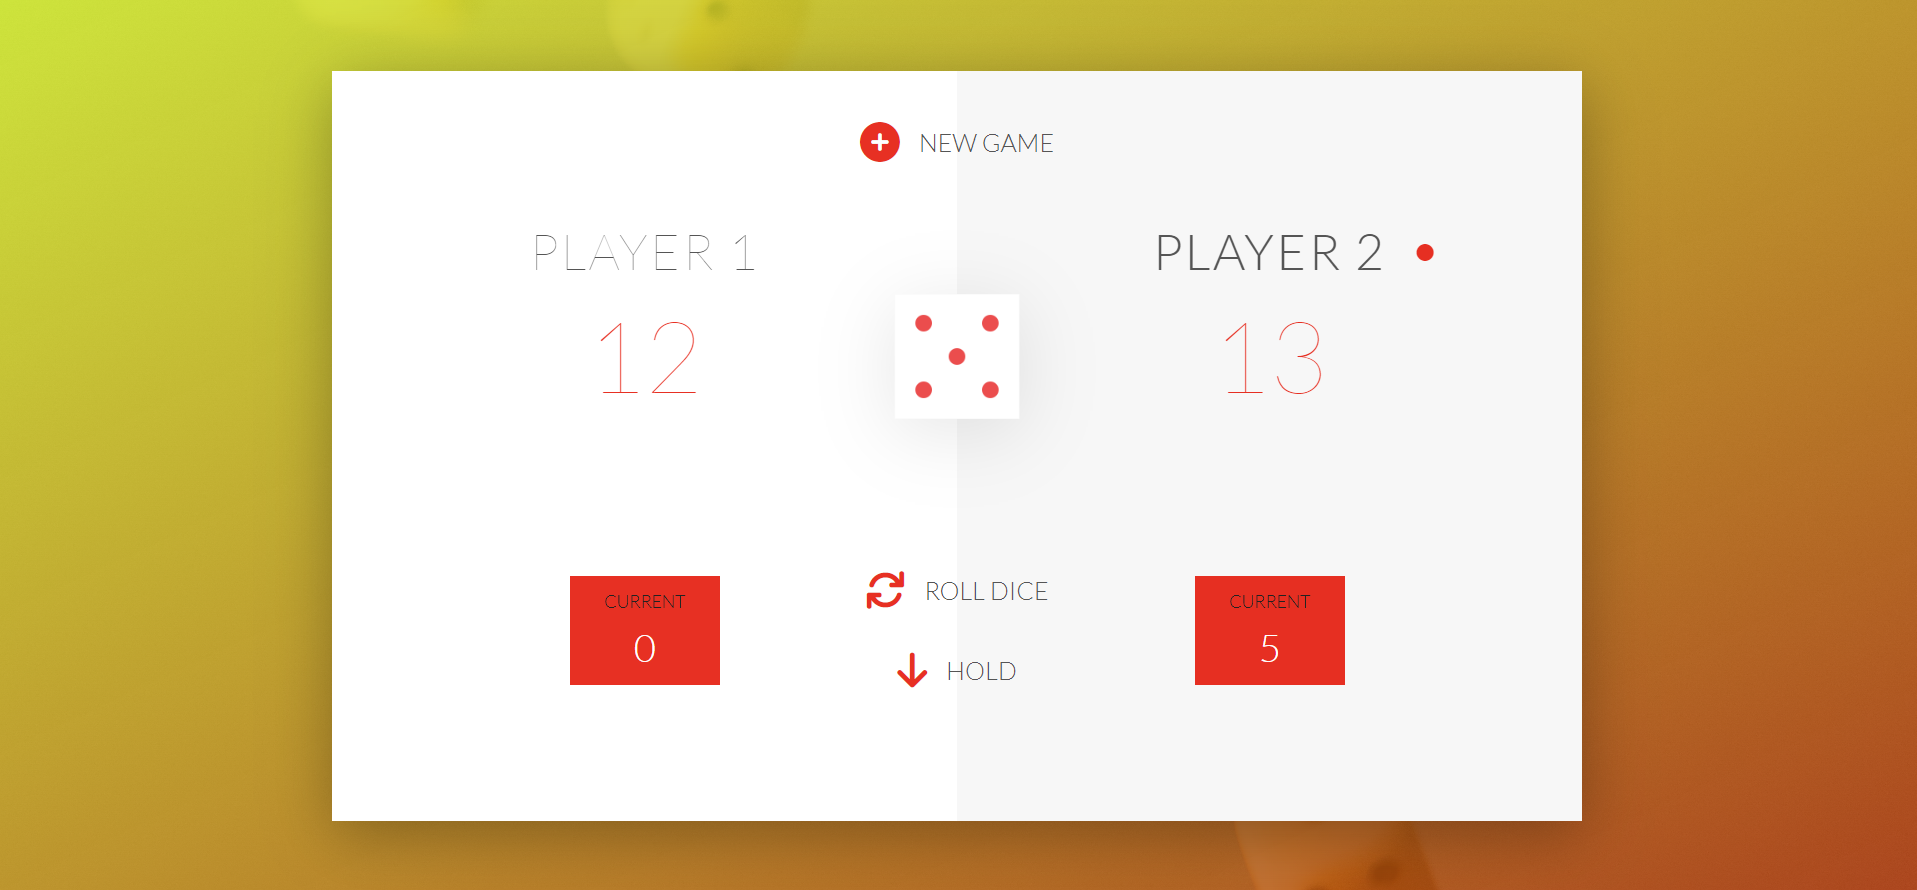 NEW GAME
PLAYER 1
12
PLAYER 2
13
CURRENT
0
ROLL DICE
HOLD
CURRENT
5